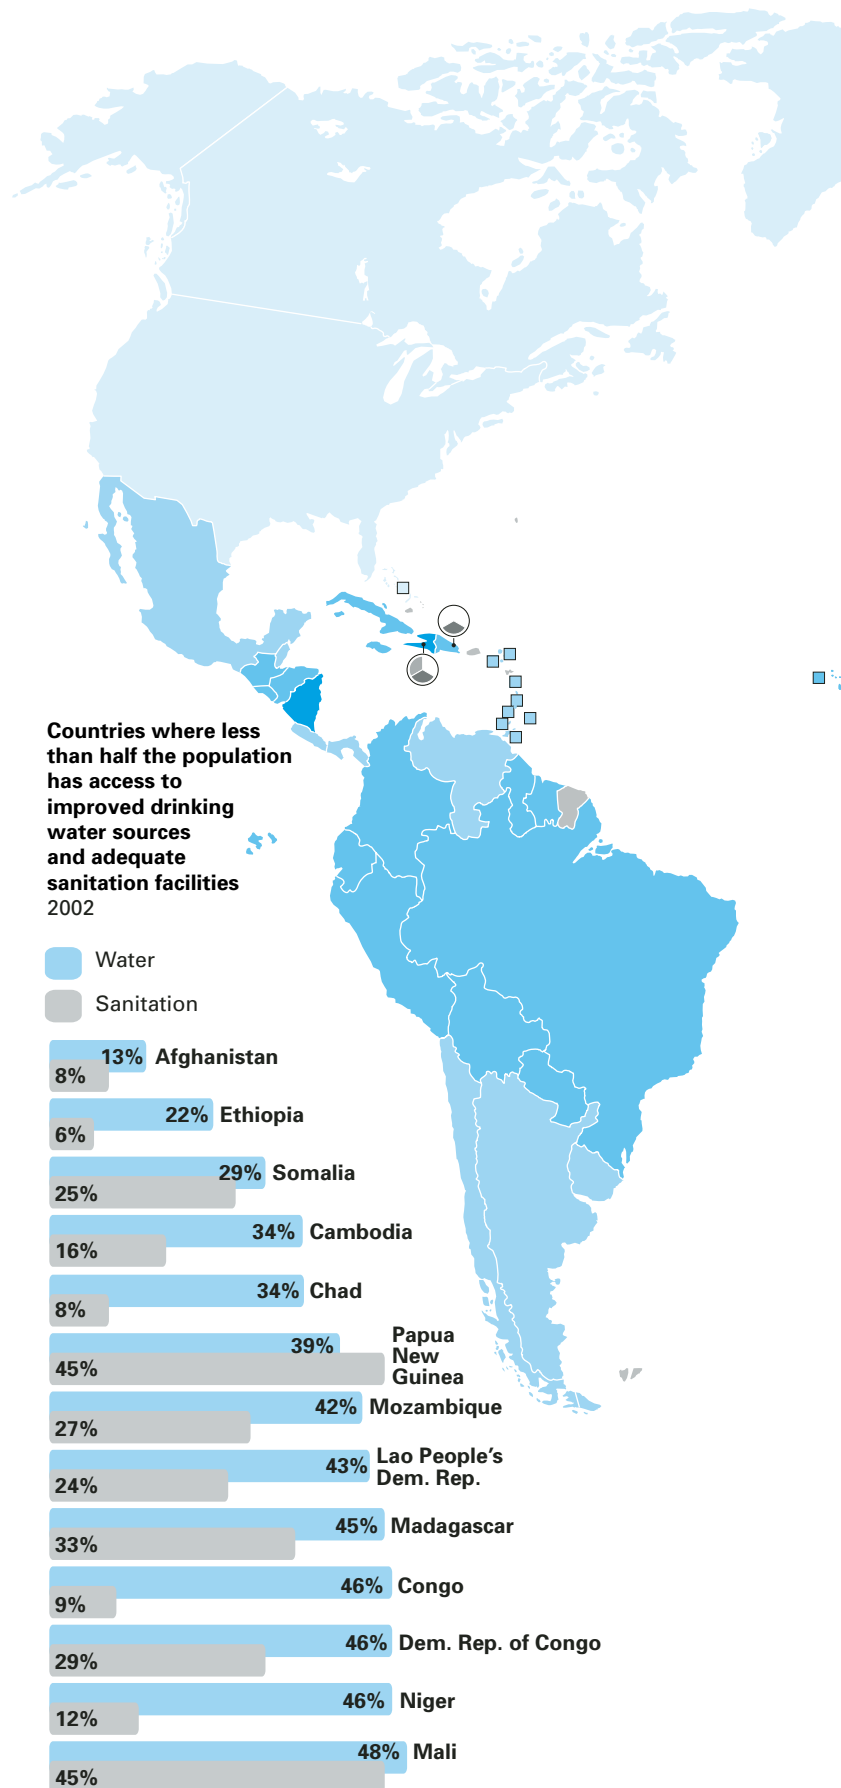 Countries where less
than half the population
has access to
improved drinking
water sources
and adequate
sanitation facilities
2002
Water
Sanitation
13% Afghanistan
8%
22% Ethiopia
6%
29% Somalia
25%
34% Cambodia
16%
34% Chad
8%
39% Papua
New
Guinea
45%
42% Mozambique
27%
43% Lao People's
Dem. Rep.
24%
45% Madagascar
33%
46% Congo
9%
46% Dem. Rep. of Congo
29%
46% Niger
12%
48% Mali
45%